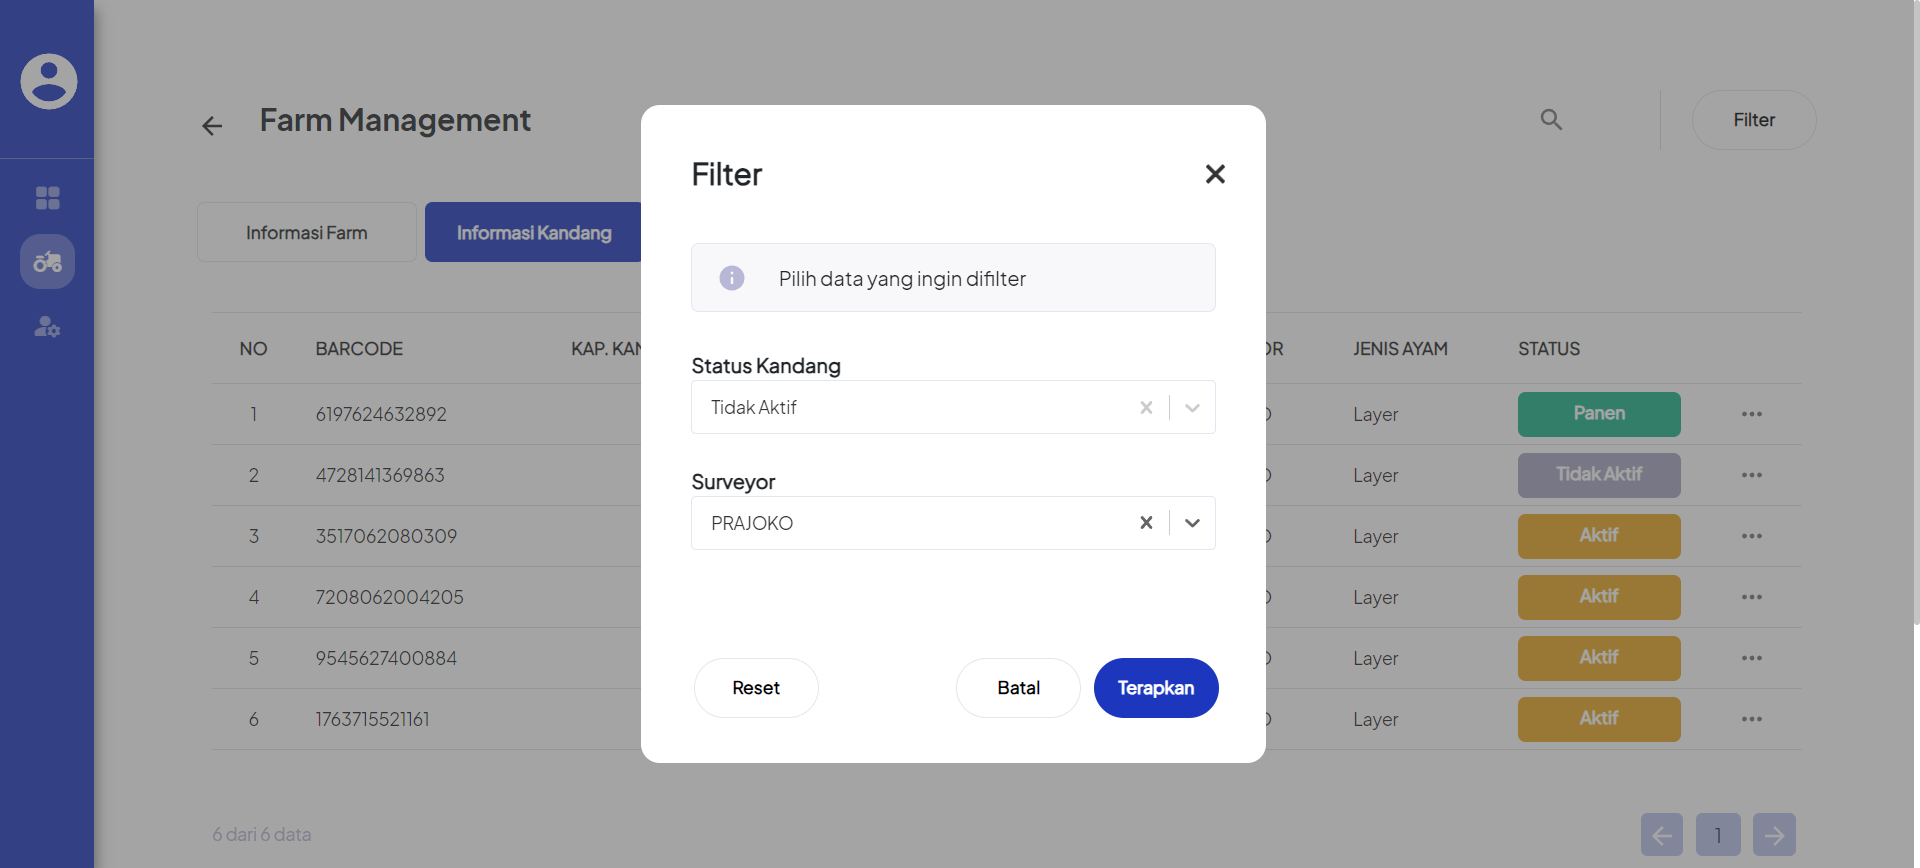 Farm Management
Filter
Informasi Farm
Informasi Kandang
Filter
Pilih data yang ingin difilter
Status Kandang
Tidak Aktif
Surveyor
PRAJOKO
Reset
Batal
Terapkan
NO BARCODE KAP. KAN JENIS AYAM STATUS
1 6197624632892 Layer Panen
2 4728141369863 Layer Tidak Aktif
3 3517062080309 Layer Aktif
4 7208062004205 Layer Aktif
5 9545627400884 Layer Aktif
6 1763715521161 Layer Aktif
6 dari 6 data
1